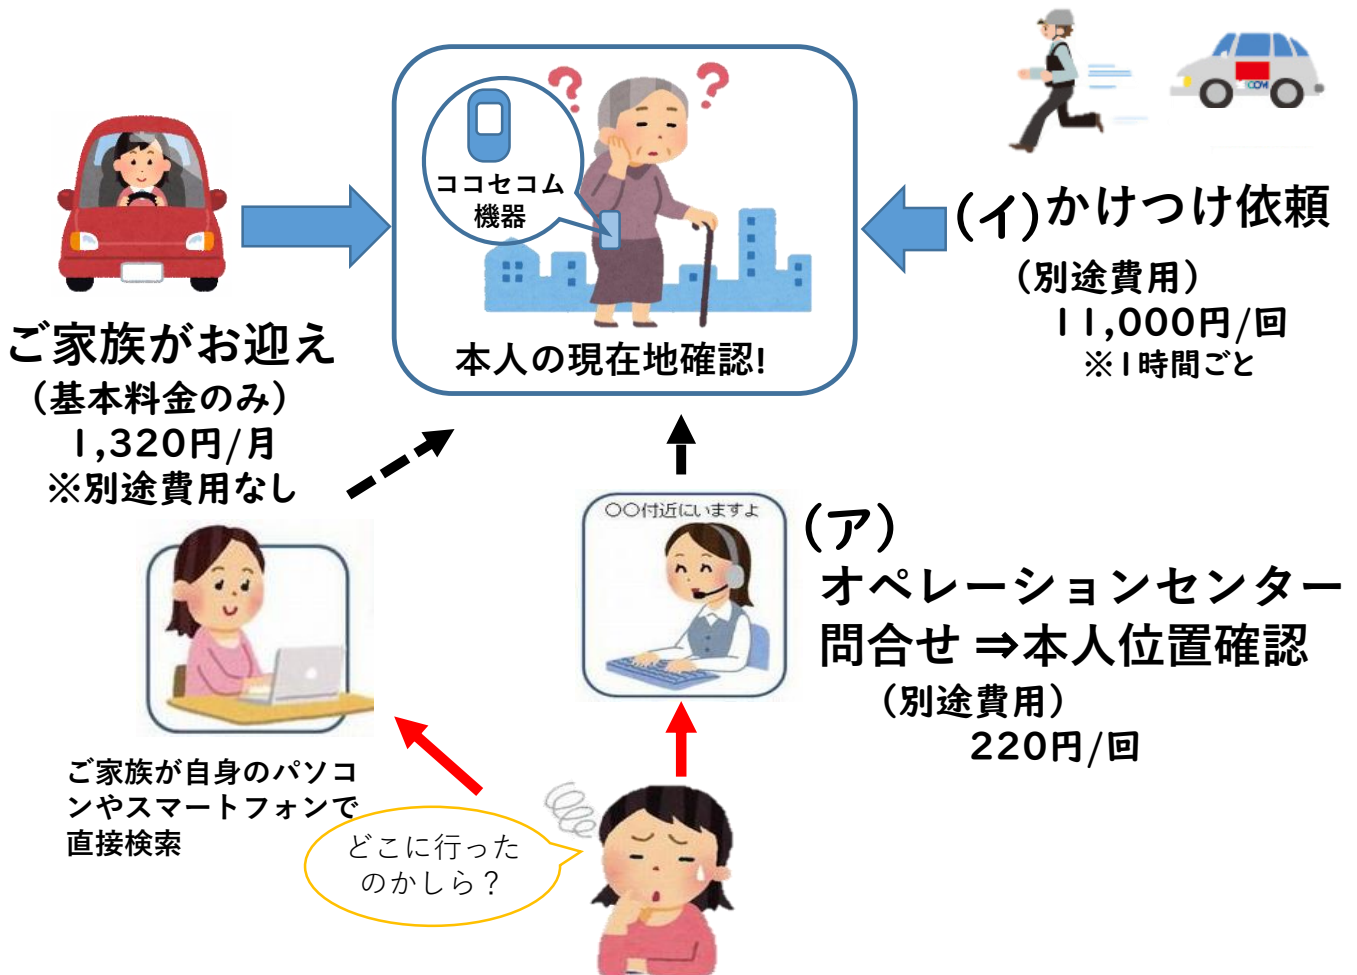 ココセコム
機器
本人の現在地確認!
(イ)かけつけ依頼
(別途費用)
11,000円/回
※1時間ごと
ご家族がお迎え
(基本料金のみ)
1,320円/月
※別途費用なし
〇〇付近にいますよ
(ア)
オペレーションセンター
問合せ ⇒本人位置確認
(別途費用)
220円/回
ご家族が自身のパソコ
ンやスマートフォンで
直接検索
どこに行った
のかしら？